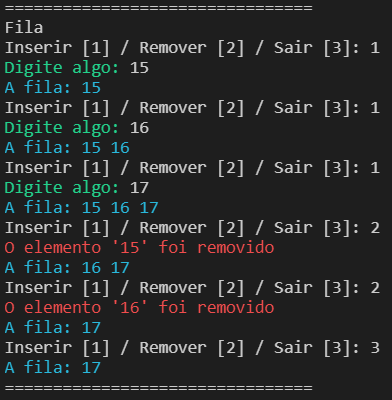 ================================
Fila
Inserir [1] / Remover [2] / Sair [3]: 1
Digite algo: 15
A fila: 15
Inserir [1] / Remover [2] / Sair [3]: 1
Digite algo: 16
A fila: 15 16
Inserir [1] / Remover [2] / Sair [3]: 1
Digite algo: 17
A fila: 15 16 17
Inserir [1] / Remover [2] / Sair [3]: 2
O elemento '15' foi removido
A fila: 16 17
Inserir [1] / Remover [2] / Sair [3]: 2
O elemento '16' foi removido
A fila: 17
Inserir [1] / Remover [2] / Sair [3]: 3
A fila: 17
================================